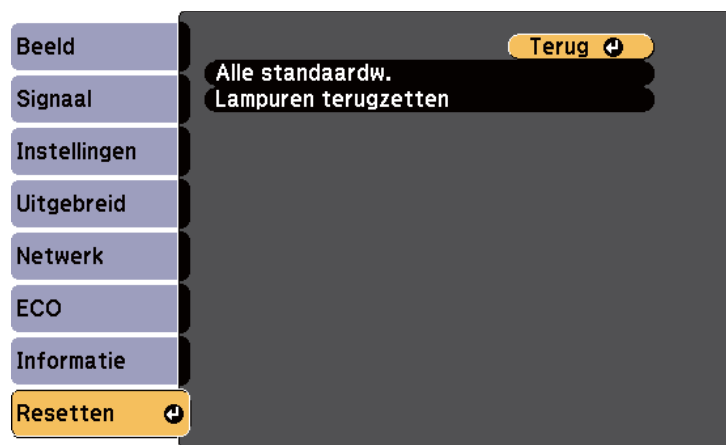 Beeld
Signaal
Instellingen
Uitgebreid
Netwerk
ECO
Informatie
Resetten
Terug
Alle standaardw.
Lampuren terugzetten